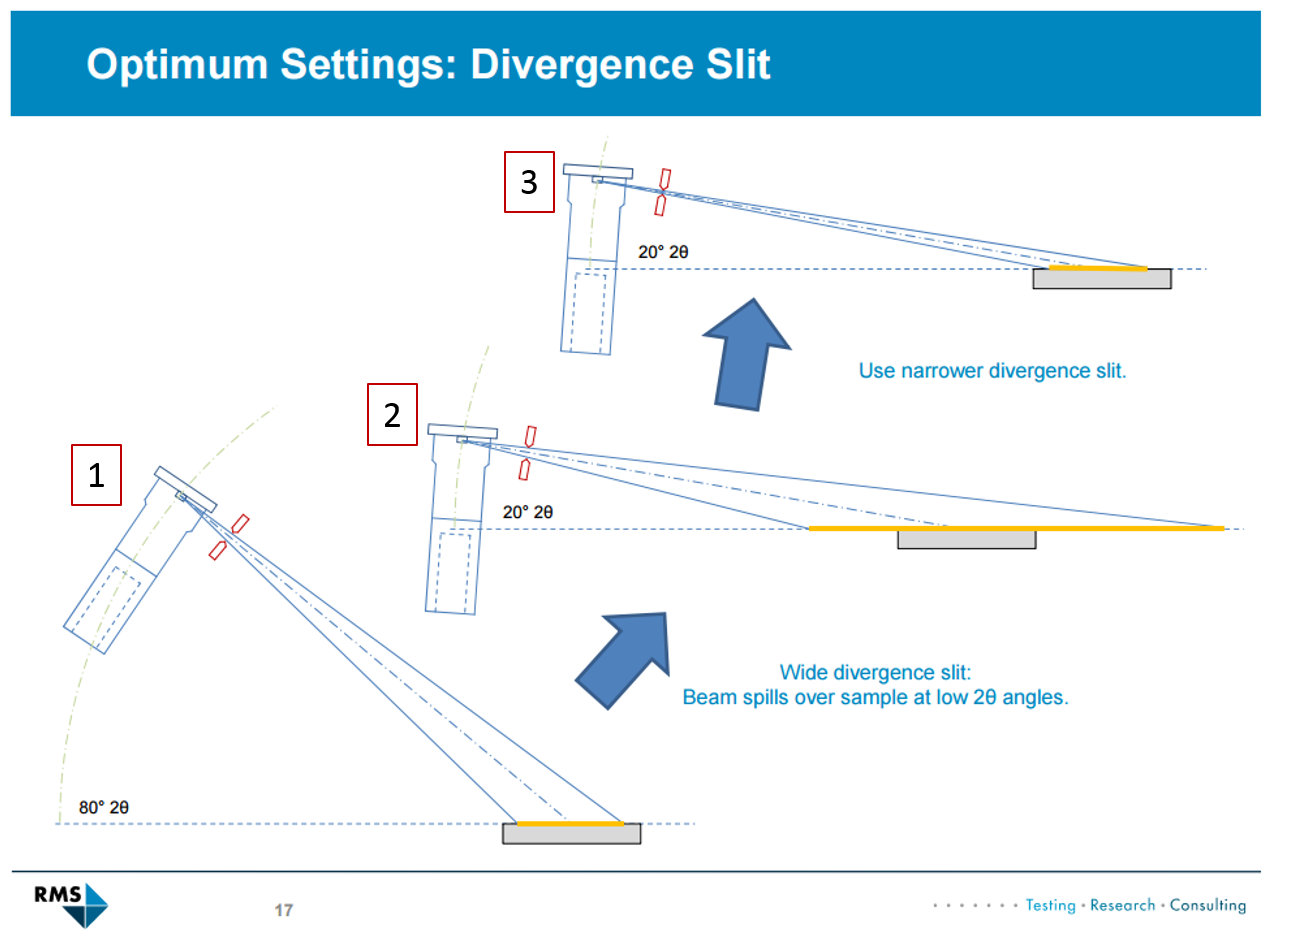 Optimum Settings: Divergence Slit
3
20° 2θ
Use narrower divergence slit.
2
20° 2θ
1
Wide divergence slit:
Beam spills over sample at low 2θ angles.
80° 2θ
RMS
17
Testing · Research · Consulting